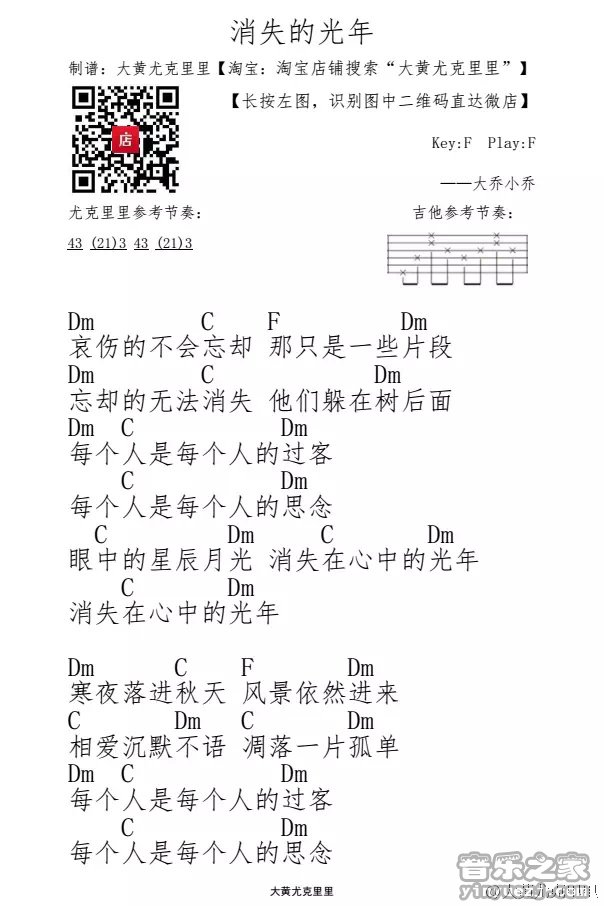 消失的光年
制谱：大黄尤克里里【淘宝：淘宝店铺搜索“大黄尤克里里”】
【长按左图，识别图中二维码直达微店】
店
Key:F Play:F
——大乔小乔
尤克里里参考节奏： 吉他参考节奏：
43 (21)3 43 (21)3
Dm C F Dm
哀伤的不会忘却 那只是一些片段
Dm C Dm
忘却的无法消失 他们躲在树后面
Dm C Dm
每个人是每个人的过客
C Dm
每个人是每个人的思念
C Dm C Dm
眼中的星辰月光 消失在心中的光年
C Dm
消失在心中的光年
Dm C F Dm
寒夜落进秋天 风景依然进来
C Dm C Dm
相爱沉默不语 凋落一片孤单
Dm C Dm
每个人是每个人的过客
C Dm
每个人是每个人的思念
大黄尤克里里
音乐之家